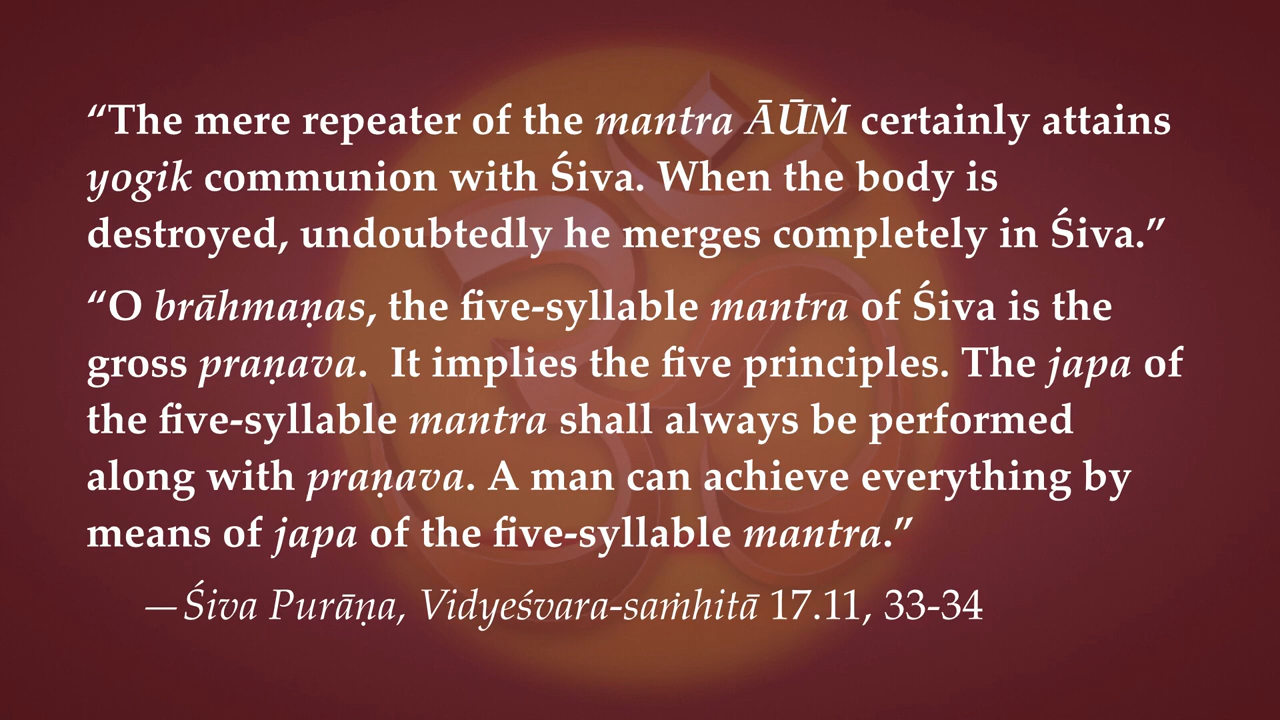 “The mere repeater of the mantra ĀŪṀ certainly attains
yogik communion with Śiva. When the body is
destroyed, undoubtedly he merges completely in Śiva.”
“O brāhmaṇas, the five-syllable mantra of Śiva is the
gross praṇava.  It implies the five principles. The japa of
the five-syllable mantra shall always be performed
along with praṇava. A man can achieve everything by
means of japa of the five-syllable mantra.”
—Śiva Purāṇa, Vidyeśvara-saṁhitā 17.11, 33-34